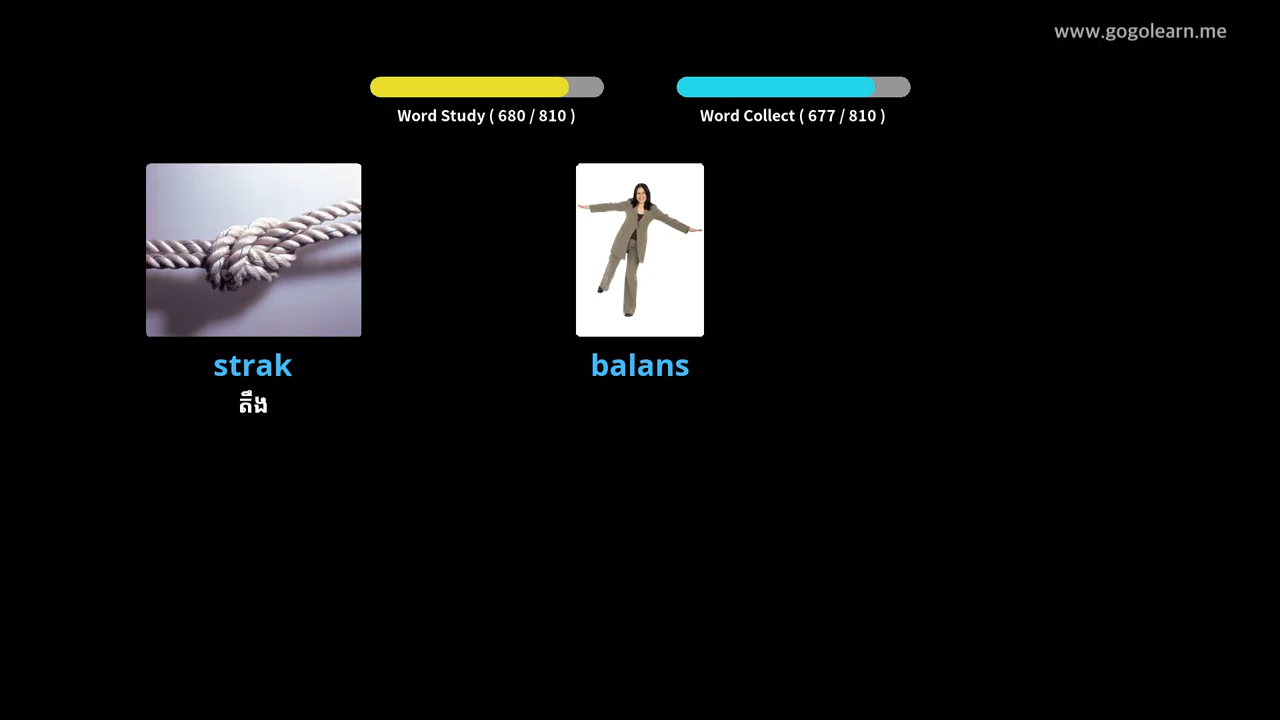 www.gogolearn.me
Word Study ( 680 / 810 )
Word Collect ( 677 / 810 )
strak
តឹង
balans